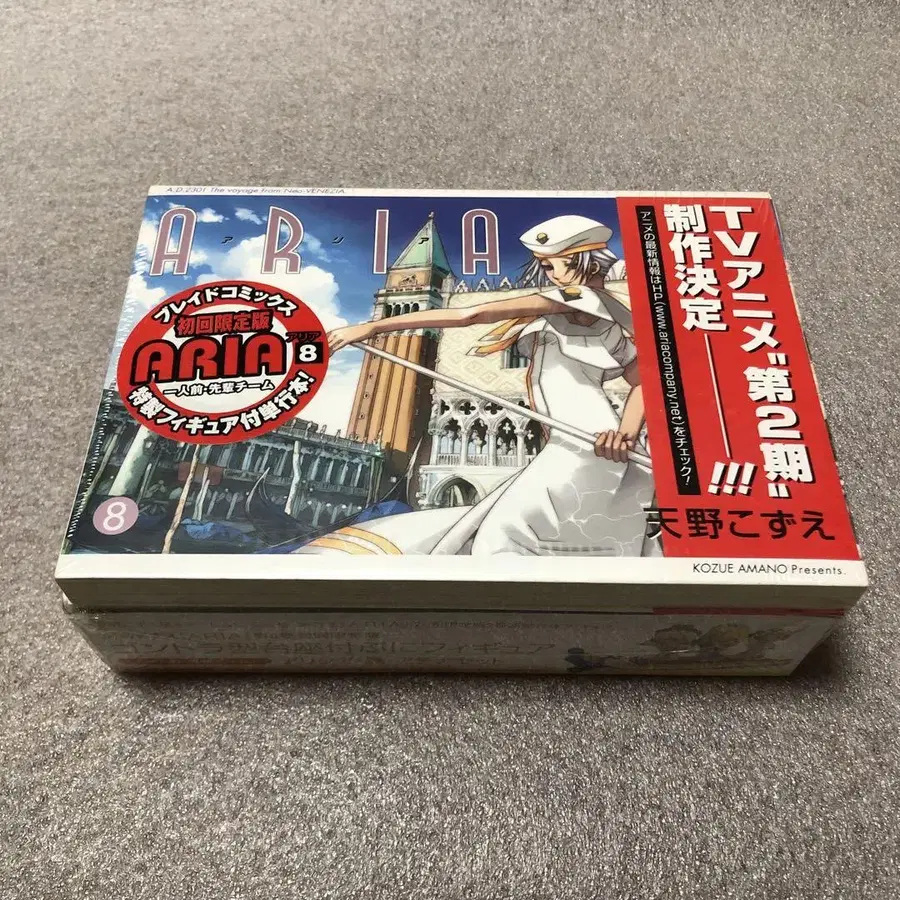 A.D.2301 The voyage from Neo-VENEZIA
ARIA
アリア
ブレイドコミックス
初回限定版
ARIA
アリア
8
一人前・先輩チーム
特製フィギュア付単行本!
8
TVアニメ"第2期"
制作決定
!!!
アニメの最新情報はHP(www.ariacompany.net)をチェック!
天野こずえ
KOZUE AMANO Presents.
ゴンドラ型台座付
フィギュア